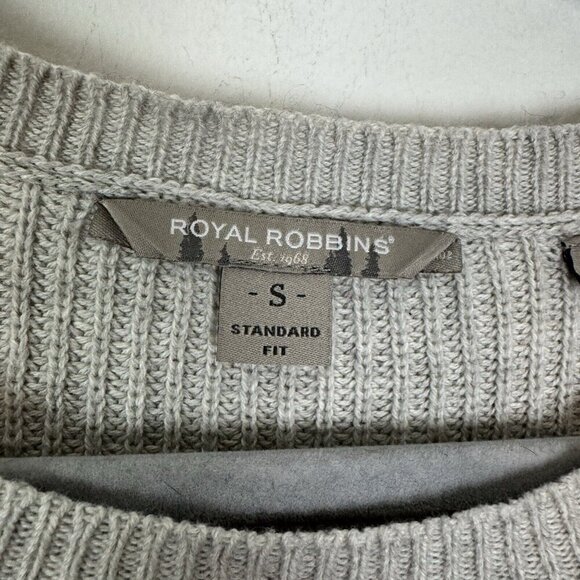 ROYAL ROBBINS®
Est. 1968
- S -
STANDARD
FIT